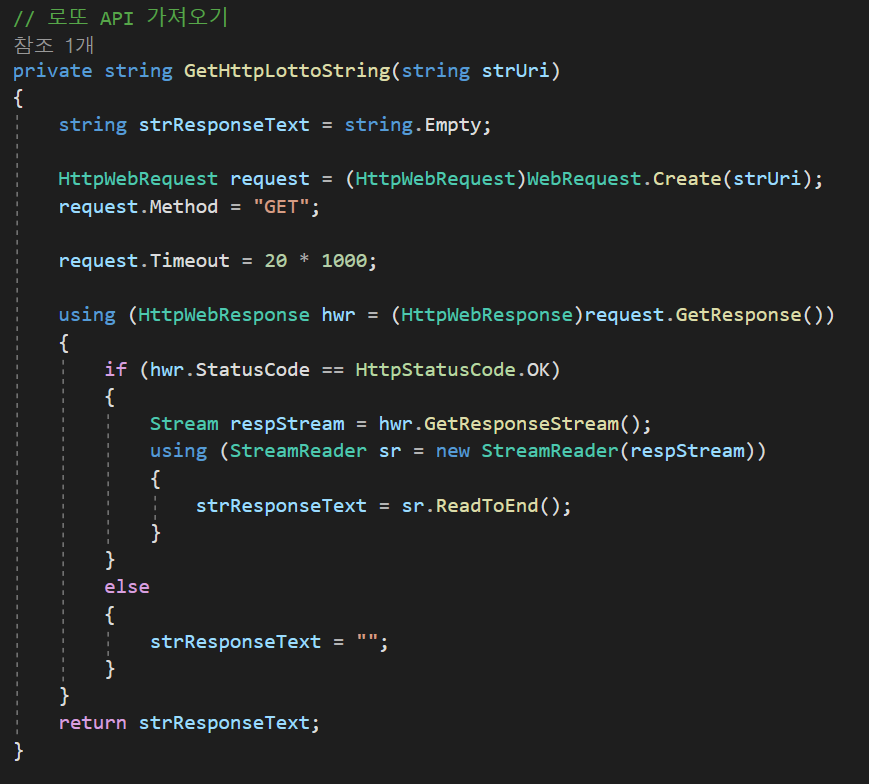 // 로또 API 가져오기
참조 1개
private string GetHttpLottoString(string strUri)
{
    string strResponseText = string.Empty;

    HttpWebRequest request = (HttpWebRequest)WebRequest.Create(strUri);
    request.Method = "GET";

    request.Timeout = 20 * 1000;

    using (HttpWebResponse hwr = (HttpWebResponse)request.GetResponse())
    {
        if (hwr.StatusCode == HttpStatusCode.OK)
        {
            Stream respStream = hwr.GetResponseStream();
            using (StreamReader sr = new StreamReader(respStream))
            {
                strResponseText = sr.ReadToEnd();
            }
        }
        else
        {
            strResponseText = "";
        }
    }
    return strResponseText;
}